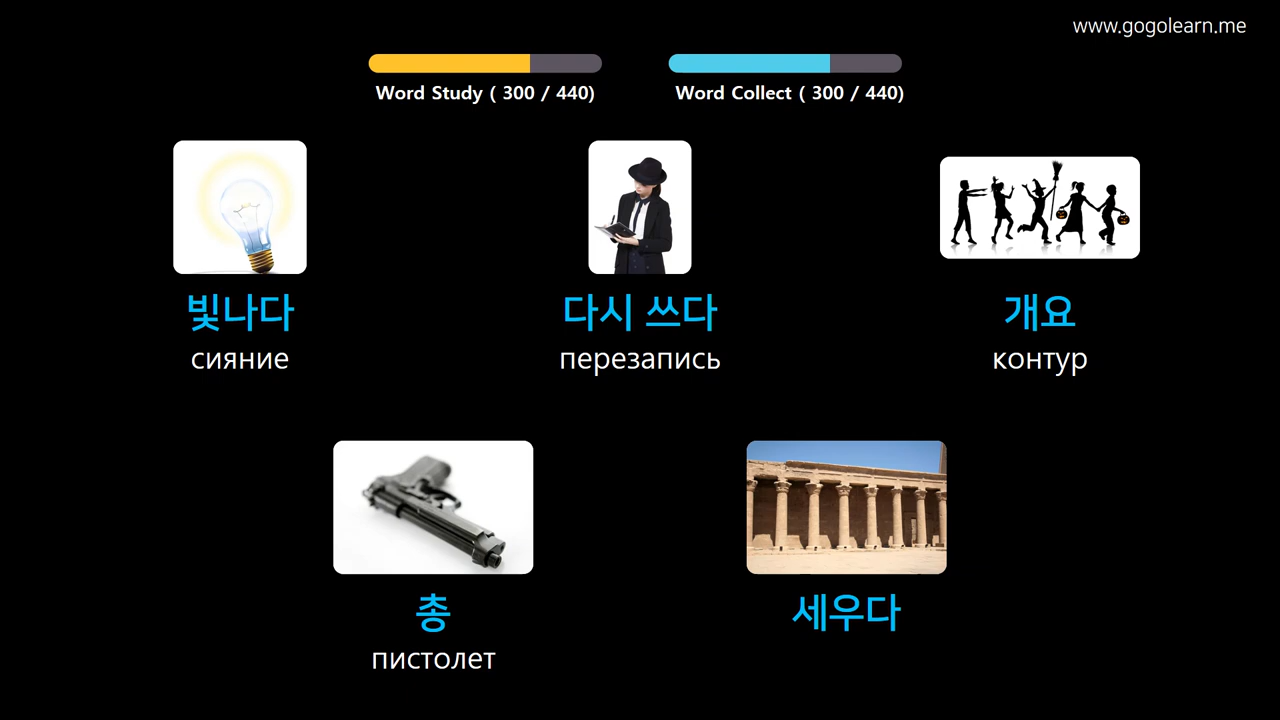 www.gogolearn.me
Word Study ( 300 / 440)
Word Collect ( 300 / 440)
빛나다
сияние
다시 쓰다
перезапись
개요
контур
총
пистолет
세우다